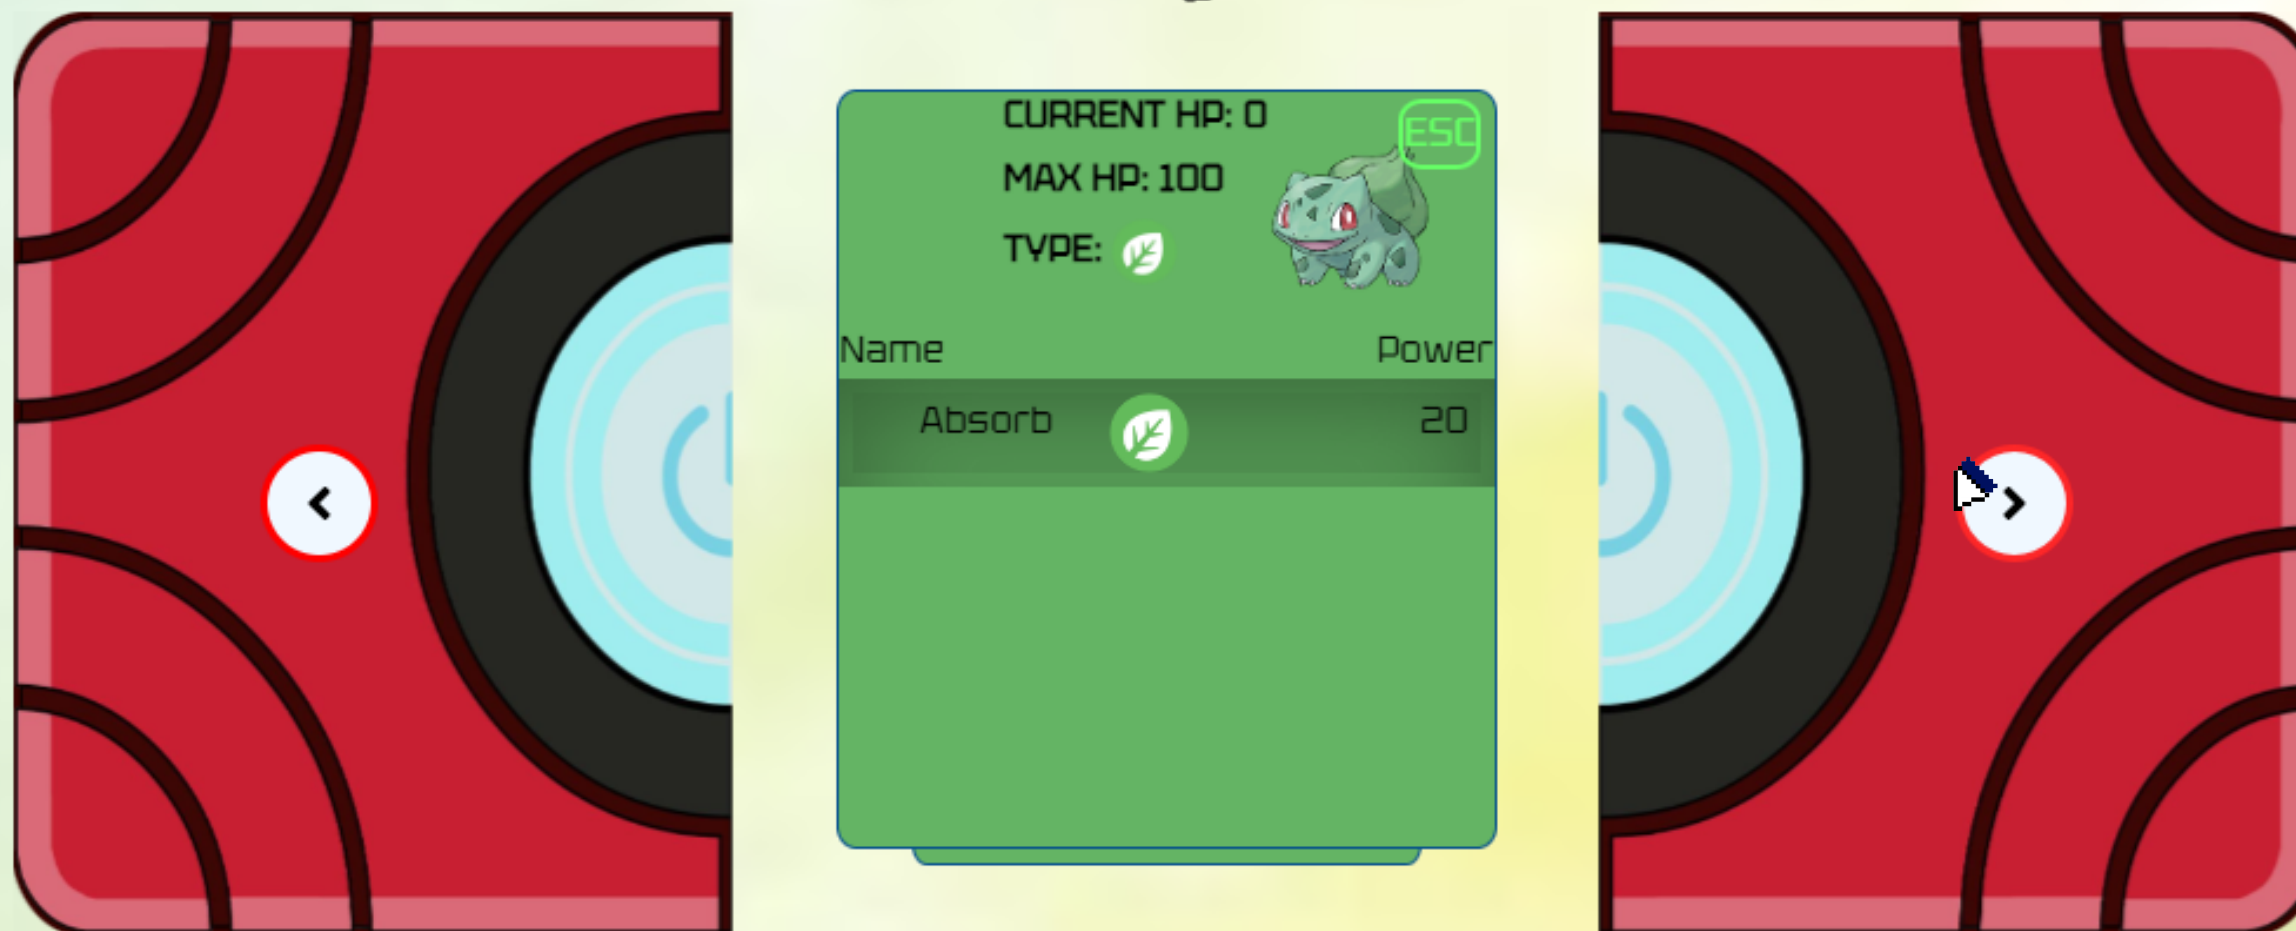 CURRENT HP: 0
ESC
MAX HP: 100
TYPE:
Name Power
Absorb 20